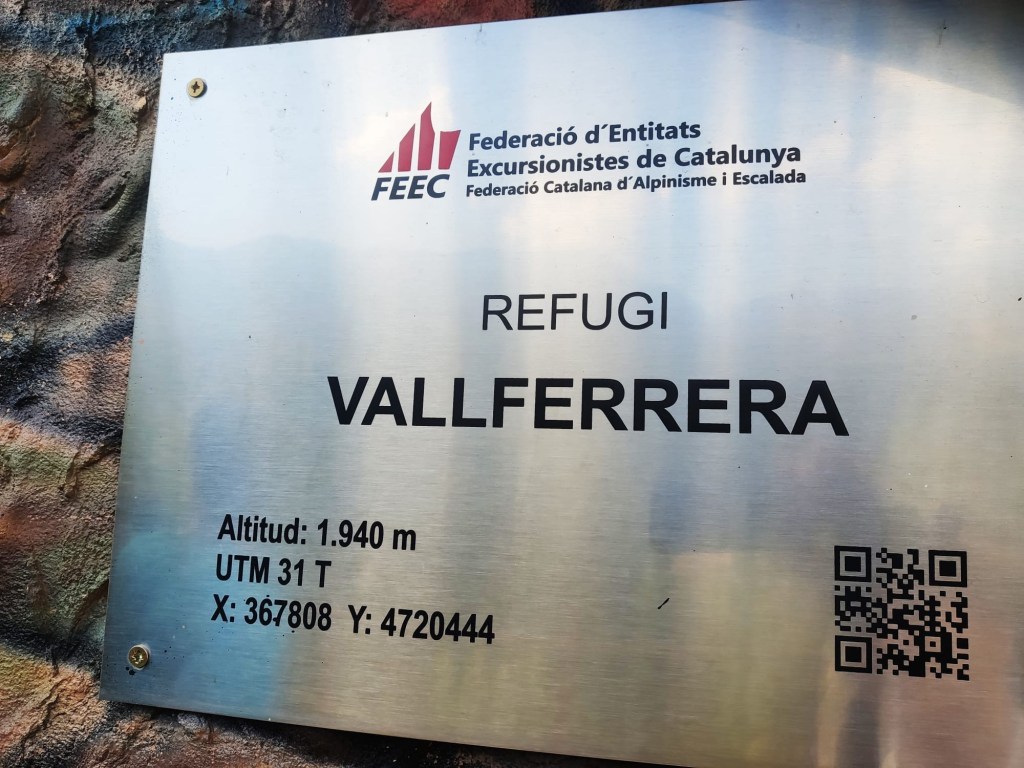 FEEC
Federació d´Entitats
Excursionistes de Catalunya
Federació Catalana d´Alpinisme i Escalada
REFUGI
VALLFERRERA
Altitud: 1.940 m
UTM 31 T
X: 367808 Y: 4720444